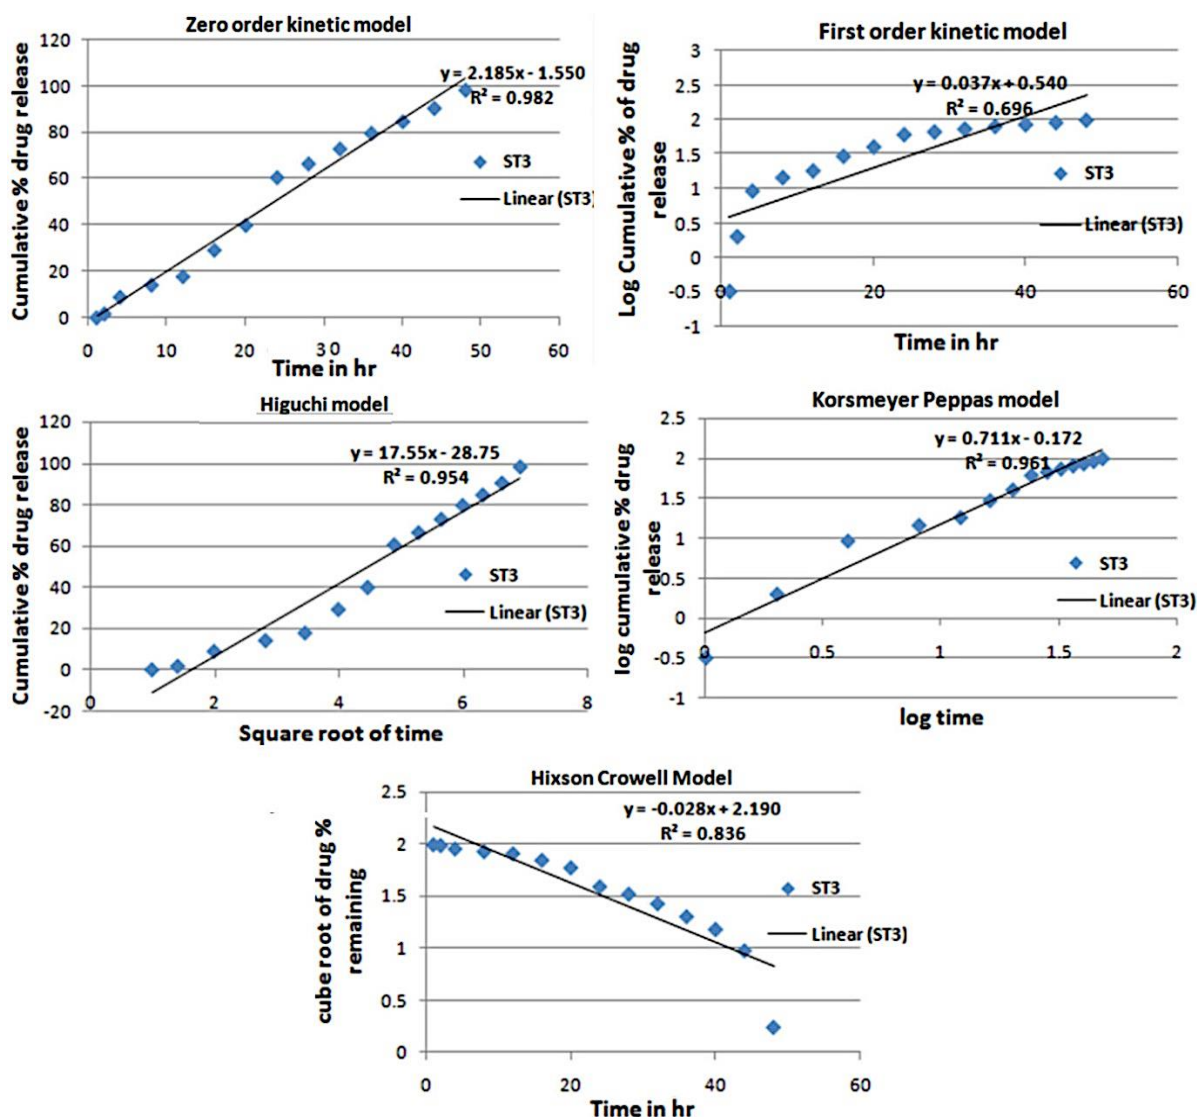 Zero order kinetic model
Cumulative % drug release
120
100
80
60
40
20
0
y = 2.185x - 1.550
R² = 0.982
ST3
Linear (ST3)
0 10 20 30 40 50 60
Time in hr
First order kinetic model
Log Cumulative % of drug
release
3
2.5
2
1.5
1
0.5
0
-0.5
-1
y = 0.037x + 0.540
R² = 0.696
ST3
Linear (ST3)
0 20 40 60
Time in hr
Higuchi model
Cumulative % drug release
120
100
80
60
40
20
0
-20
y = 17.55x - 28.75
R² = 0.954
ST3
Linear (ST3)
0 2 4 6 8
Square root of time
Korsmeyer Peppas model
log cumulative % drug
release
2.5
2
1.5
1
0.5
0
-0.5
-1
y = 0.711x - 0.172
R² = 0.961
ST3
Linear (ST3)
0 0.5 1 1.5 2
log time
Hixson Crowell Model
cube root of drug %
remaining
2.5
2
1.5
1
0.5
0
y = -0.028x + 2.190
R² = 0.836
ST3
Linear (ST3)
0 20 40 60
Time in hr